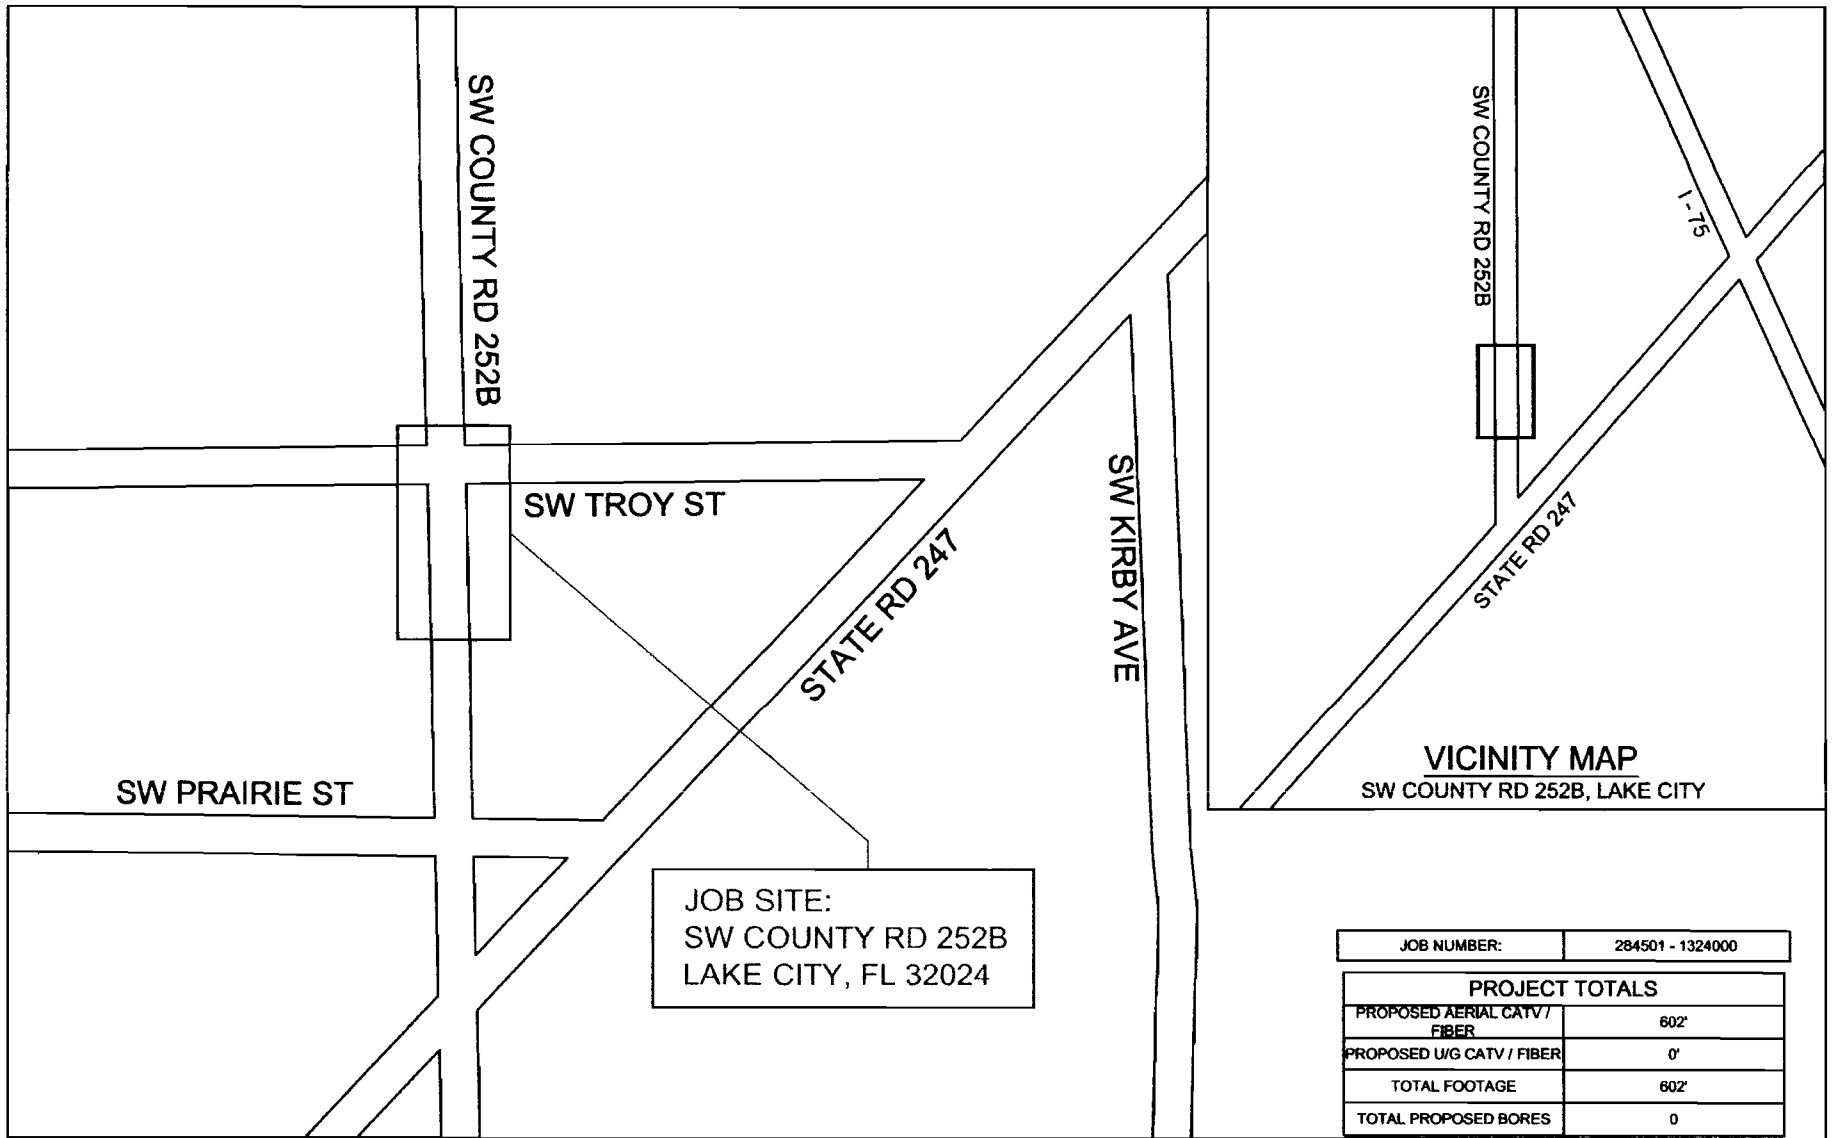 SW COUNTY RD 252B
SW TROY ST
STATE RD 247
SW KIRBY AVE
SW PRAIRIE ST
JOB SITE:
SW COUNTY RD 252B
LAKE CITY, FL 32024
SW COUNTY RD 252B
I - 75
STATE RD 247
VICINITY MAP
SW COUNTY RD 252B, LAKE CITY
JOB NUMBER: 284501 - 1324000
PROJECT TOTALS
PROPOSED AERIAL CATV /
FIBER 602'
PROPOSED U/G CATV / FIBER 0'
TOTAL FOOTAGE 602'
TOTAL PROPOSED BORES 0